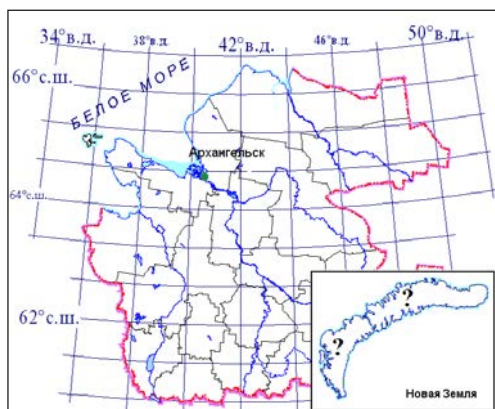 34°в.д.
38°в.д.
42°в.д.
46°в.д.
50°в.д.
66°с.ш.
БЕЛОЕ МОРЕ
Архангельск
64°с.ш.
62°с.ш.
?
?
Новая Земля